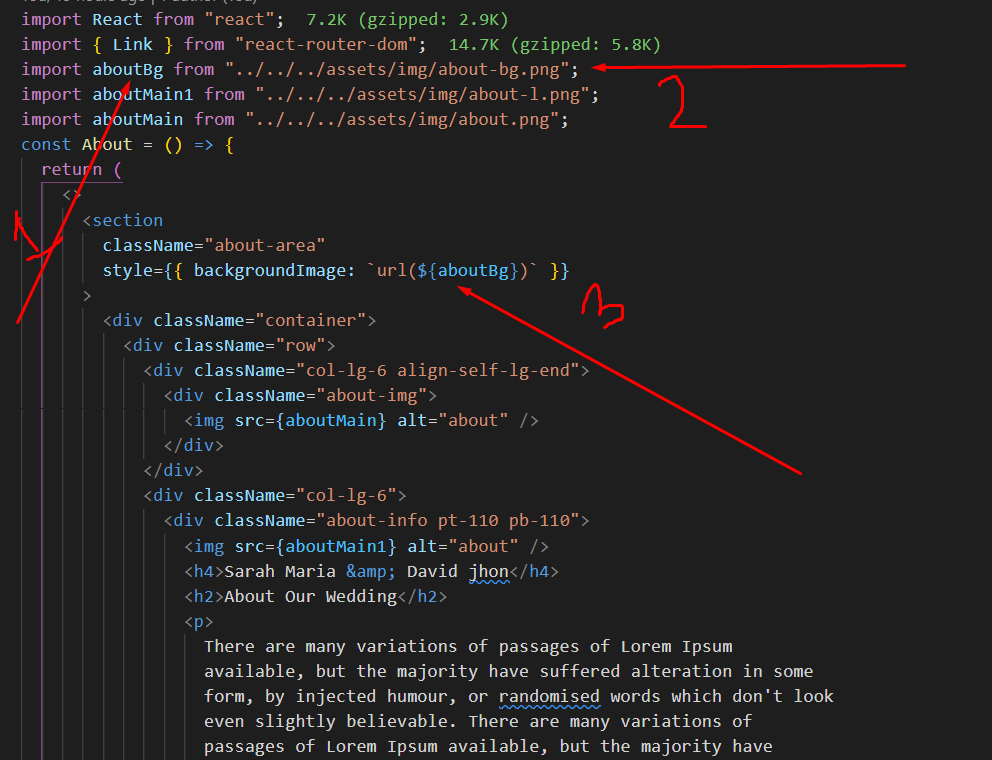 import React from "react";  7.2K (gzipped: 2.9K)
import { Link } from "react-router-dom";  14.7K (gzipped: 5.8K)
import aboutBg from "../../../assets/img/about-bg.png";
import aboutMain1 from "../../../assets/img/about-l.png";
2
import aboutMain from "../../../assets/img/about.png";
const About = () => {
return (
<>
<section
className="about-area"
style={{ backgroundImage: `url(${aboutBg})` }}
>
3
<div className="container">
<div className="row">
<div className="col-lg-6 align-self-lg-end">
<div className="about-img">
<img src={aboutMain} alt="about" />
</div>
</div>
<div className="col-lg-6">
<div className="about-info pt-110 pb-110">
<img src={aboutMain1} alt="about" />
<h4>Sarah Maria &amp; David jhon</h4>
<h2>About Our Wedding</h2>
<p>
There are many variations of passages of Lorem Ipsum
available, but the majority have suffered alteration in some
form, by injected humour, or randomised words which don't look
even slightly believable. There are many variations of
passages of Lorem Ipsum available, but the majority have